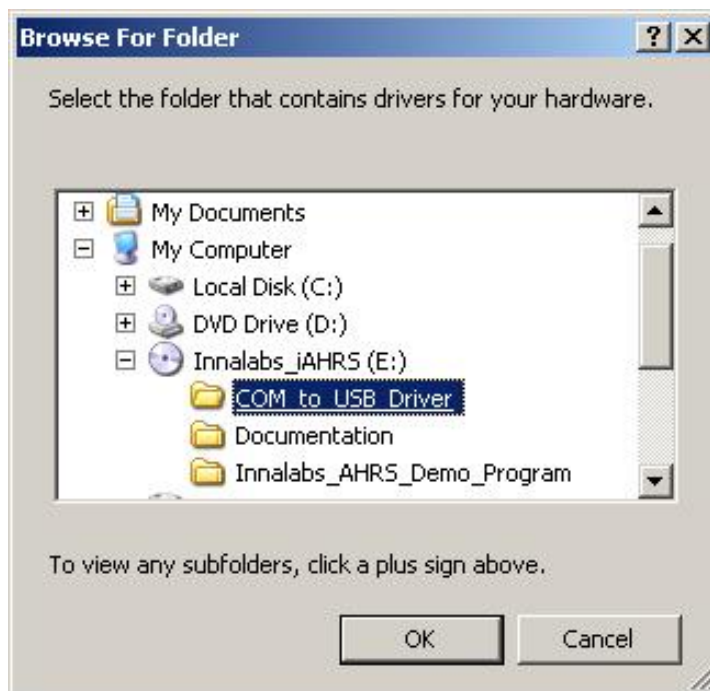 Browse For Folder
Select the folder that contains drivers for your hardware.
My Documents
My Computer
Local Disk (C:)
DVD Drive (D:)
Innalabs_iAHRS (E:)
COM_to_USB_Driver
Documentation
Innalabs_AHRS_Demo_Program
To view any subfolders, click a plus sign above.
OK
Cancel